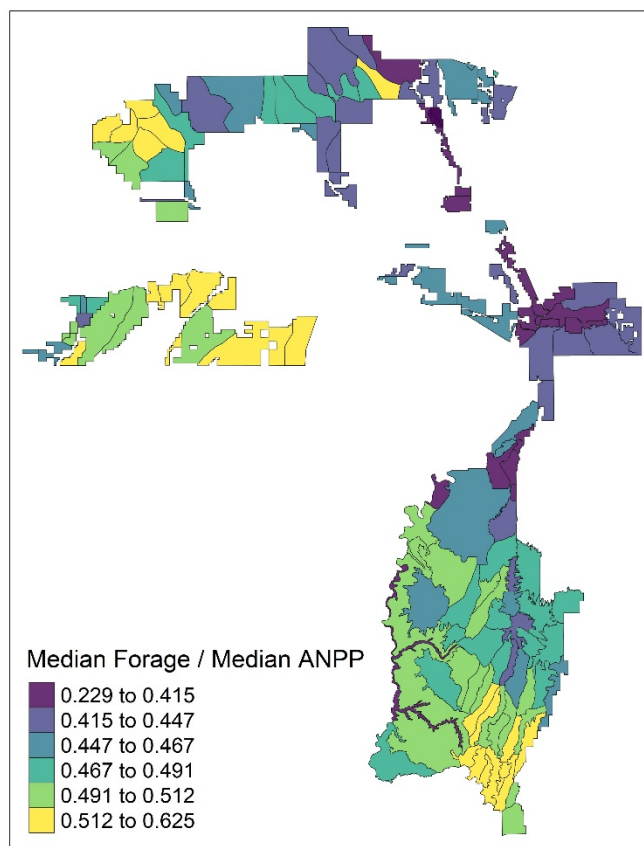 Median Forage / Median ANPP
0.229 to 0.415
0.415 to 0.447
0.447 to 0.467
0.467 to 0.491
0.491 to 0.512
0.512 to 0.625